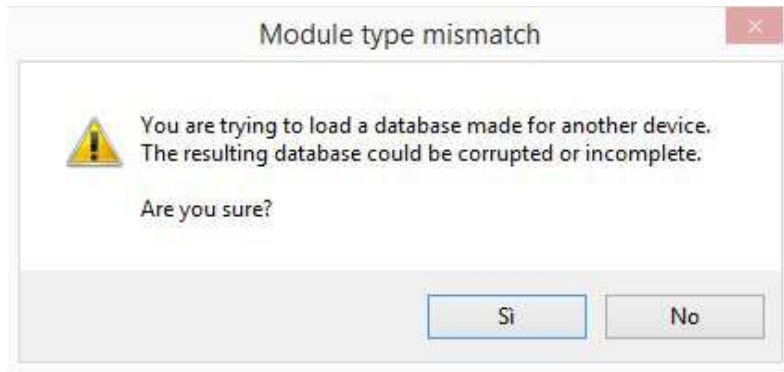 Module type mismatch
You are trying to load a database made for another device.
The resulting database could be corrupted or incomplete.
Are you sure?
Sì
No